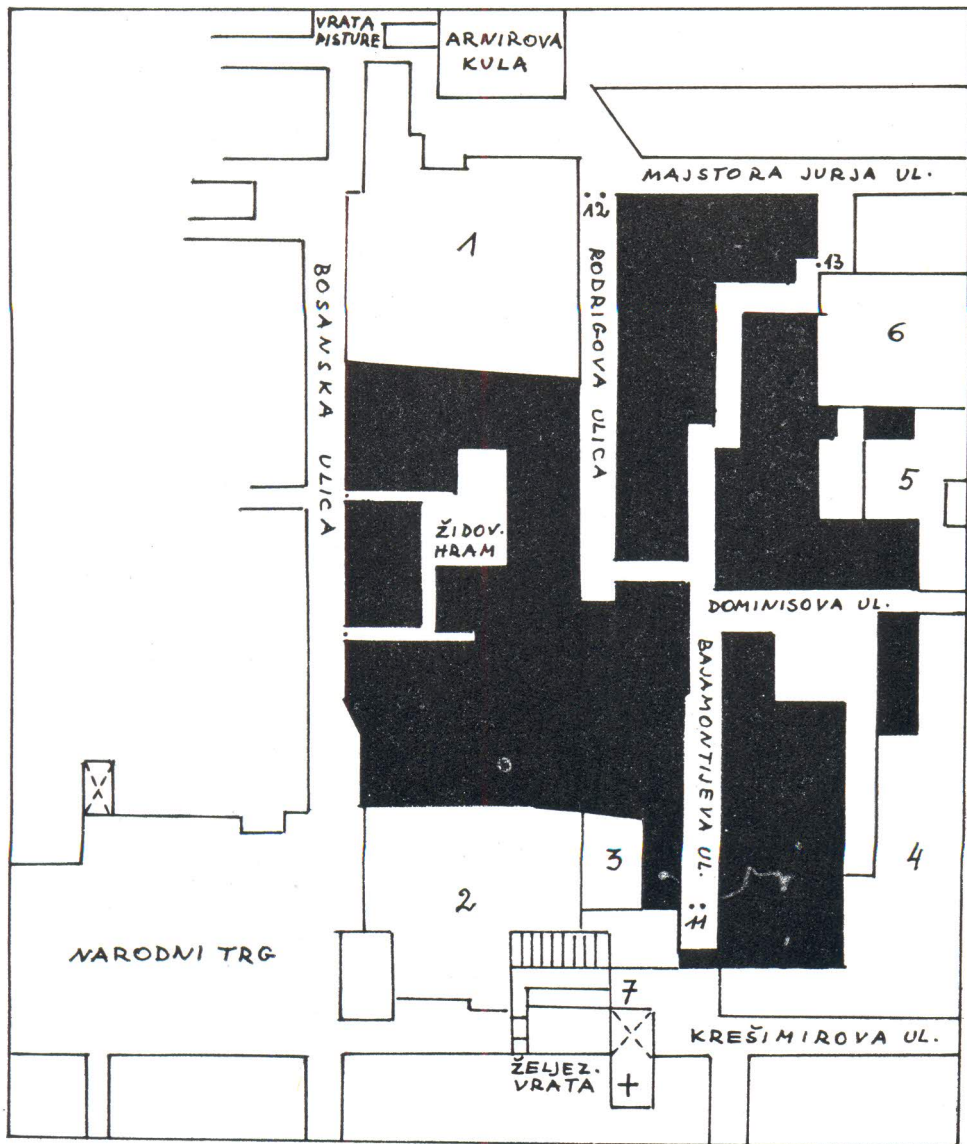 VRATA
PISTURE
ARNIROVA
KULA
MAJSTORA JURJA UL.
12
1
RODRIGOVA ULICA
13
BOSANSKA ULICA
6
5
ŽIDOV.
HRAM
DOMINISOVA UL.
BAJAMONTIJEVA UL.
3
4
2
11
NARODNI TRG
7
KREŠIMIROVA UL.
ŽELJEZ.
VRATA